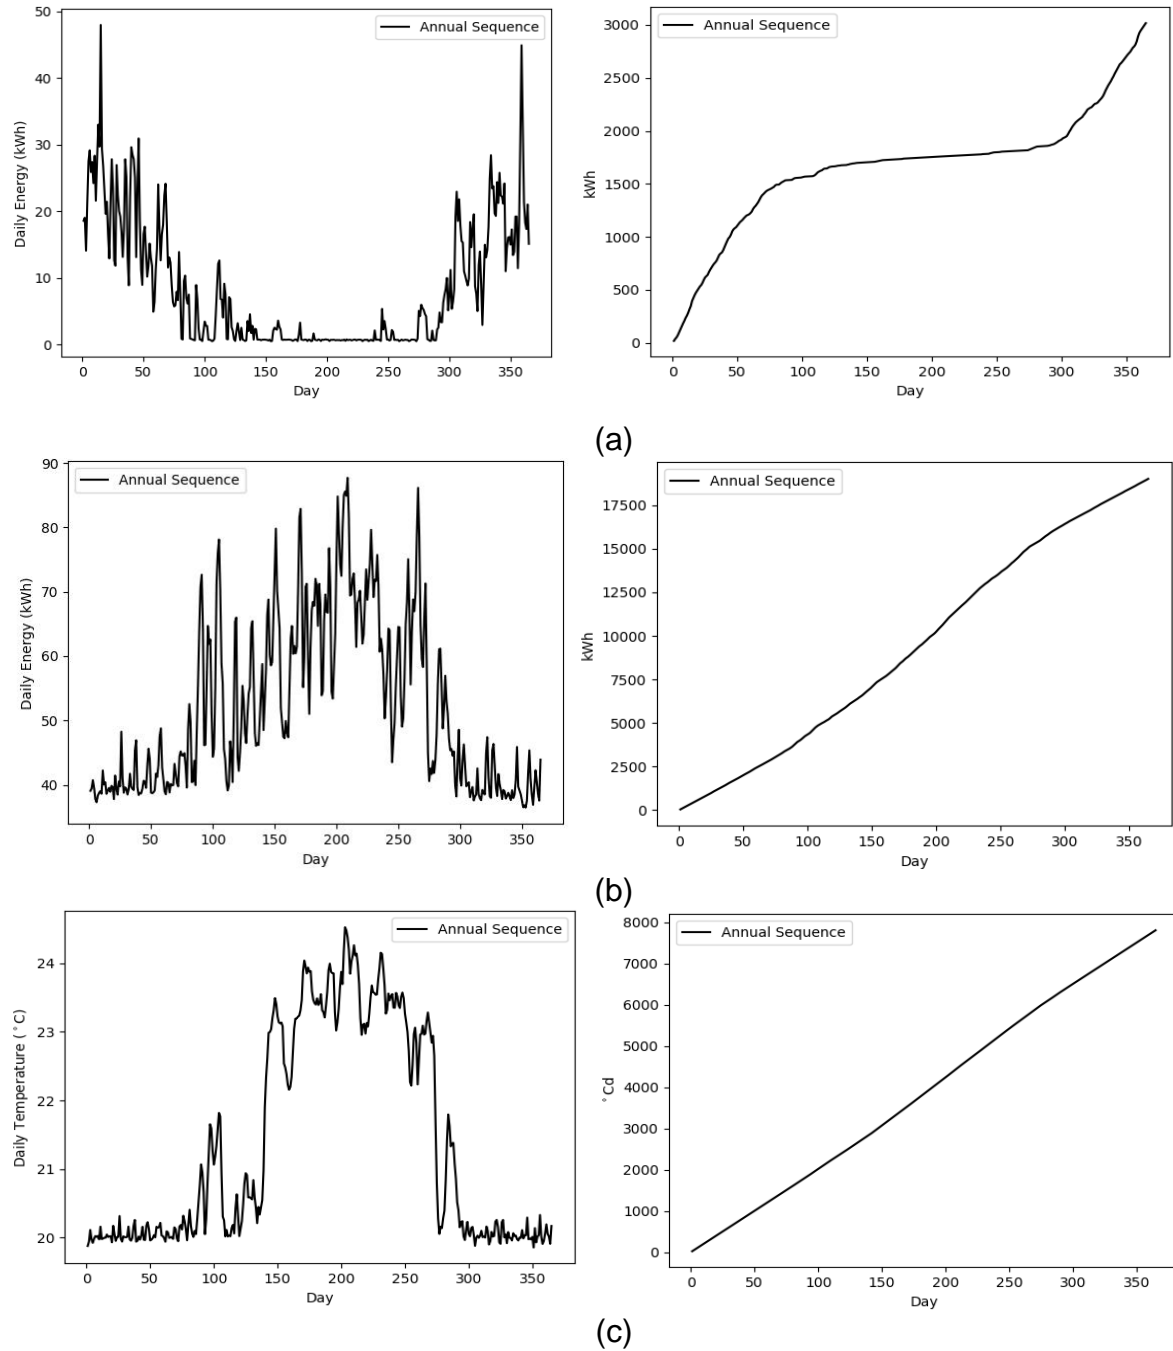 Annual Sequence
Daily Energy (kWh)
50
40
30
20
10
0
0 50 100 150 200 250 300 350
Day
Annual Sequence
kWh
3000
2500
2000
1500
1000
500
0
0 50 100 150 200 250 300 350
Day
(a)
Annual Sequence
Daily Energy (kWh)
90
80
70
60
50
40
0 50 100 150 200 250 300 350
Day
Annual Sequence
kWh
17500
15000
12500
10000
7500
5000
2500
0
0 50 100 150 200 250 300 350
Day
(b)
Annual Sequence
Daily Temperature (°C)
24
23
22
21
20
0 50 100 150 200 250 300 350
Day
Annual Sequence
°Cd
8000
7000
6000
5000
4000
3000
2000
1000
0
0 50 100 150 200 250 300 350
Day
(c)